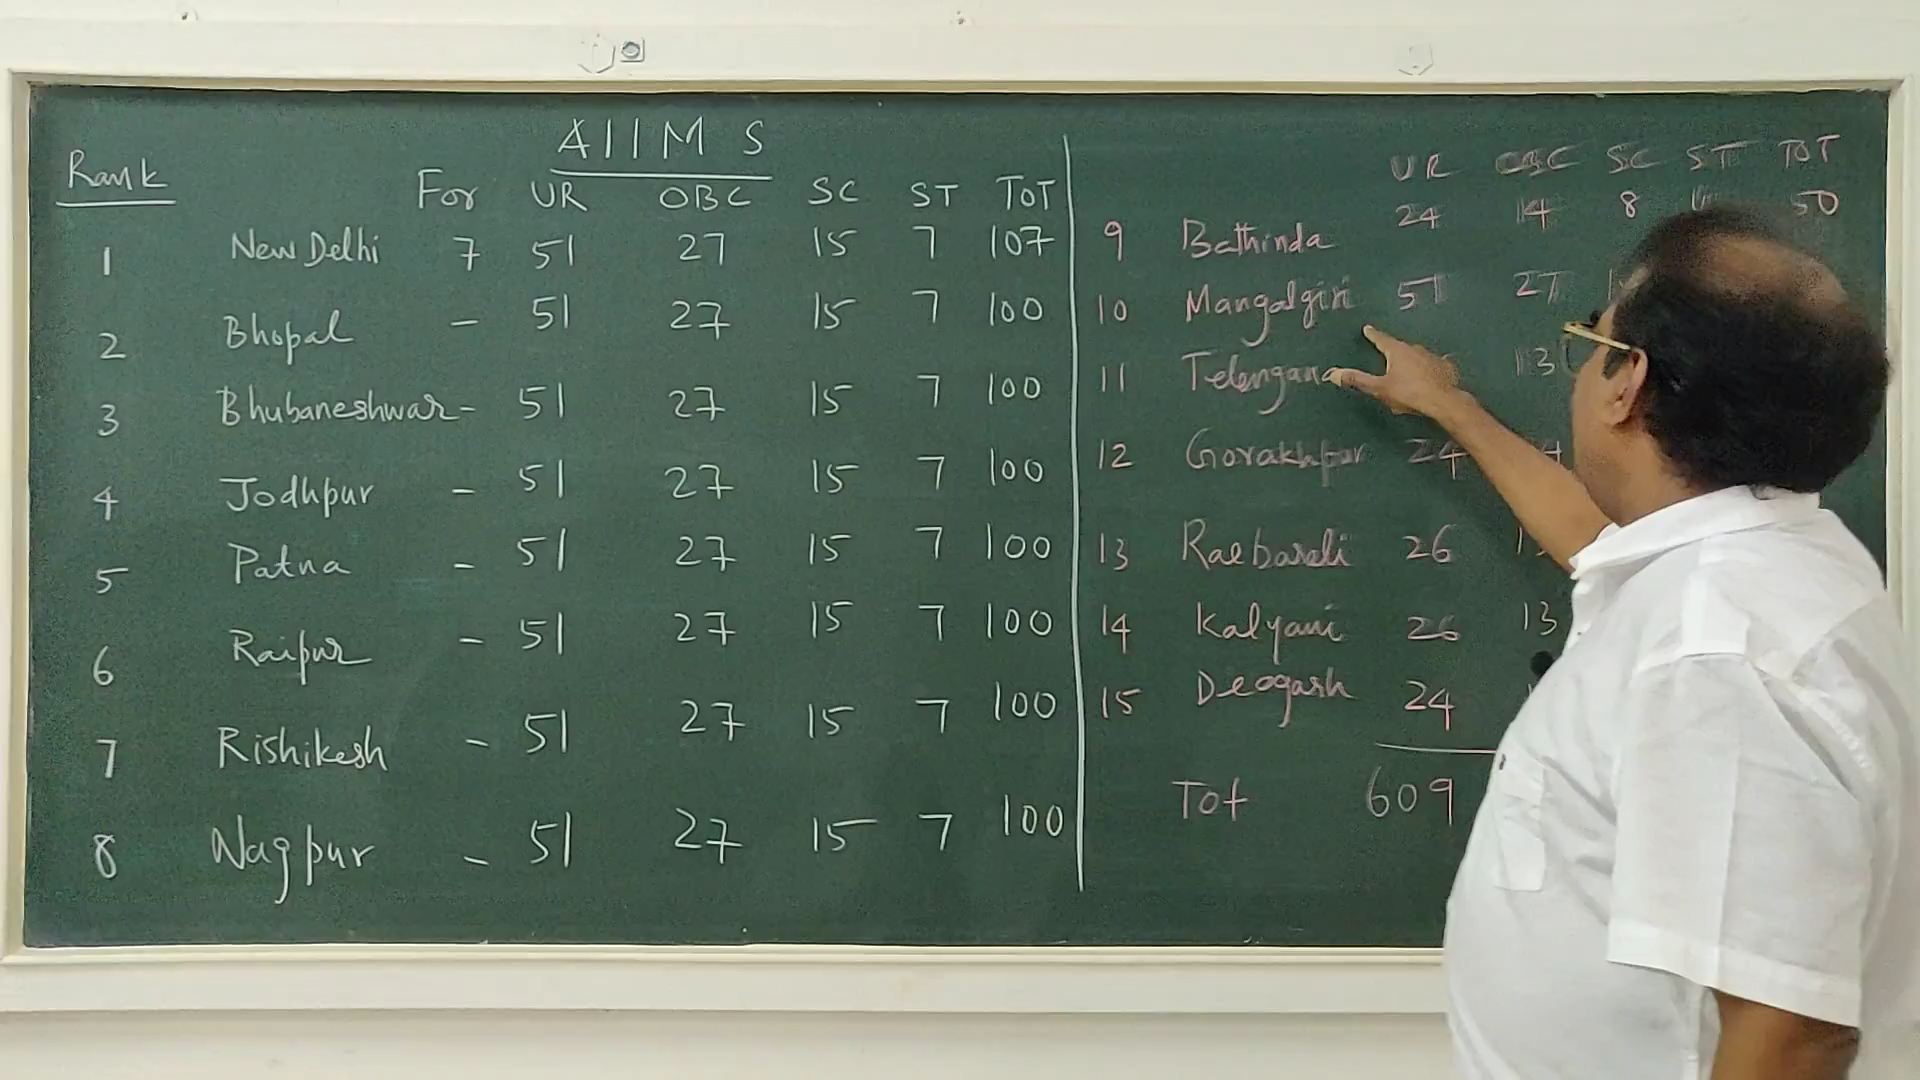 AIIMS
Rank For UR OBC SC ST TOT
1 New Delhi 7 51 27 15 7 107
2 Bhopal - 51 27 15 7 100
3 Bhubaneshwar - 51 27 15 7 100
4 Jodhpur - 51 27 15 7 100
5 Patna - 51 27 15 7 100
6 Raipur - 51 27 15 7 100
7 Rishikesh - 51 27 15 7 100
8 Nagpur - 51 27 15 7 100
UR OBC SC ST TOT
9 Bathinda 24 14 8 50
10 Mangalgiri 51 27
11 Telengana 13
12 Gorakhpur 24
13 Raebareli 26
14 Kalyani 26 13
15 Deogarh 24
Tot 609